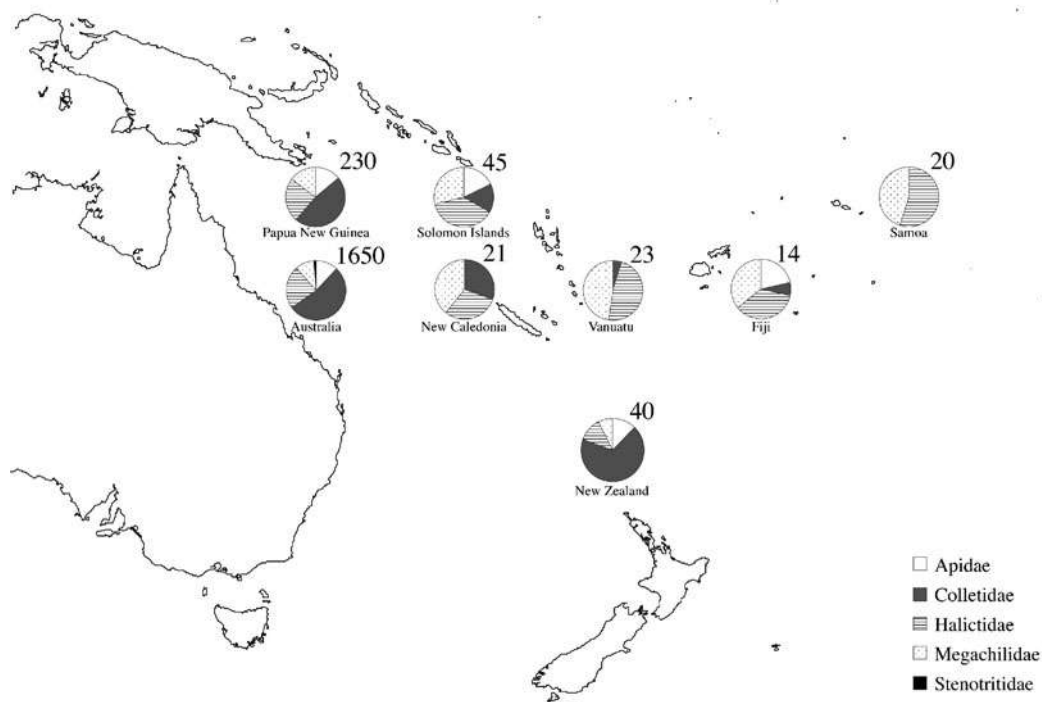 230
45
20
Papua New Guinea
Solomon Islands
Samoa
1650
21
23
14
Australia
New Caledonia
Vanuatu
Fiji
40
New Zealand
Apidae
Colletidae
Halictidae
Megachilidae
Stenotritidae